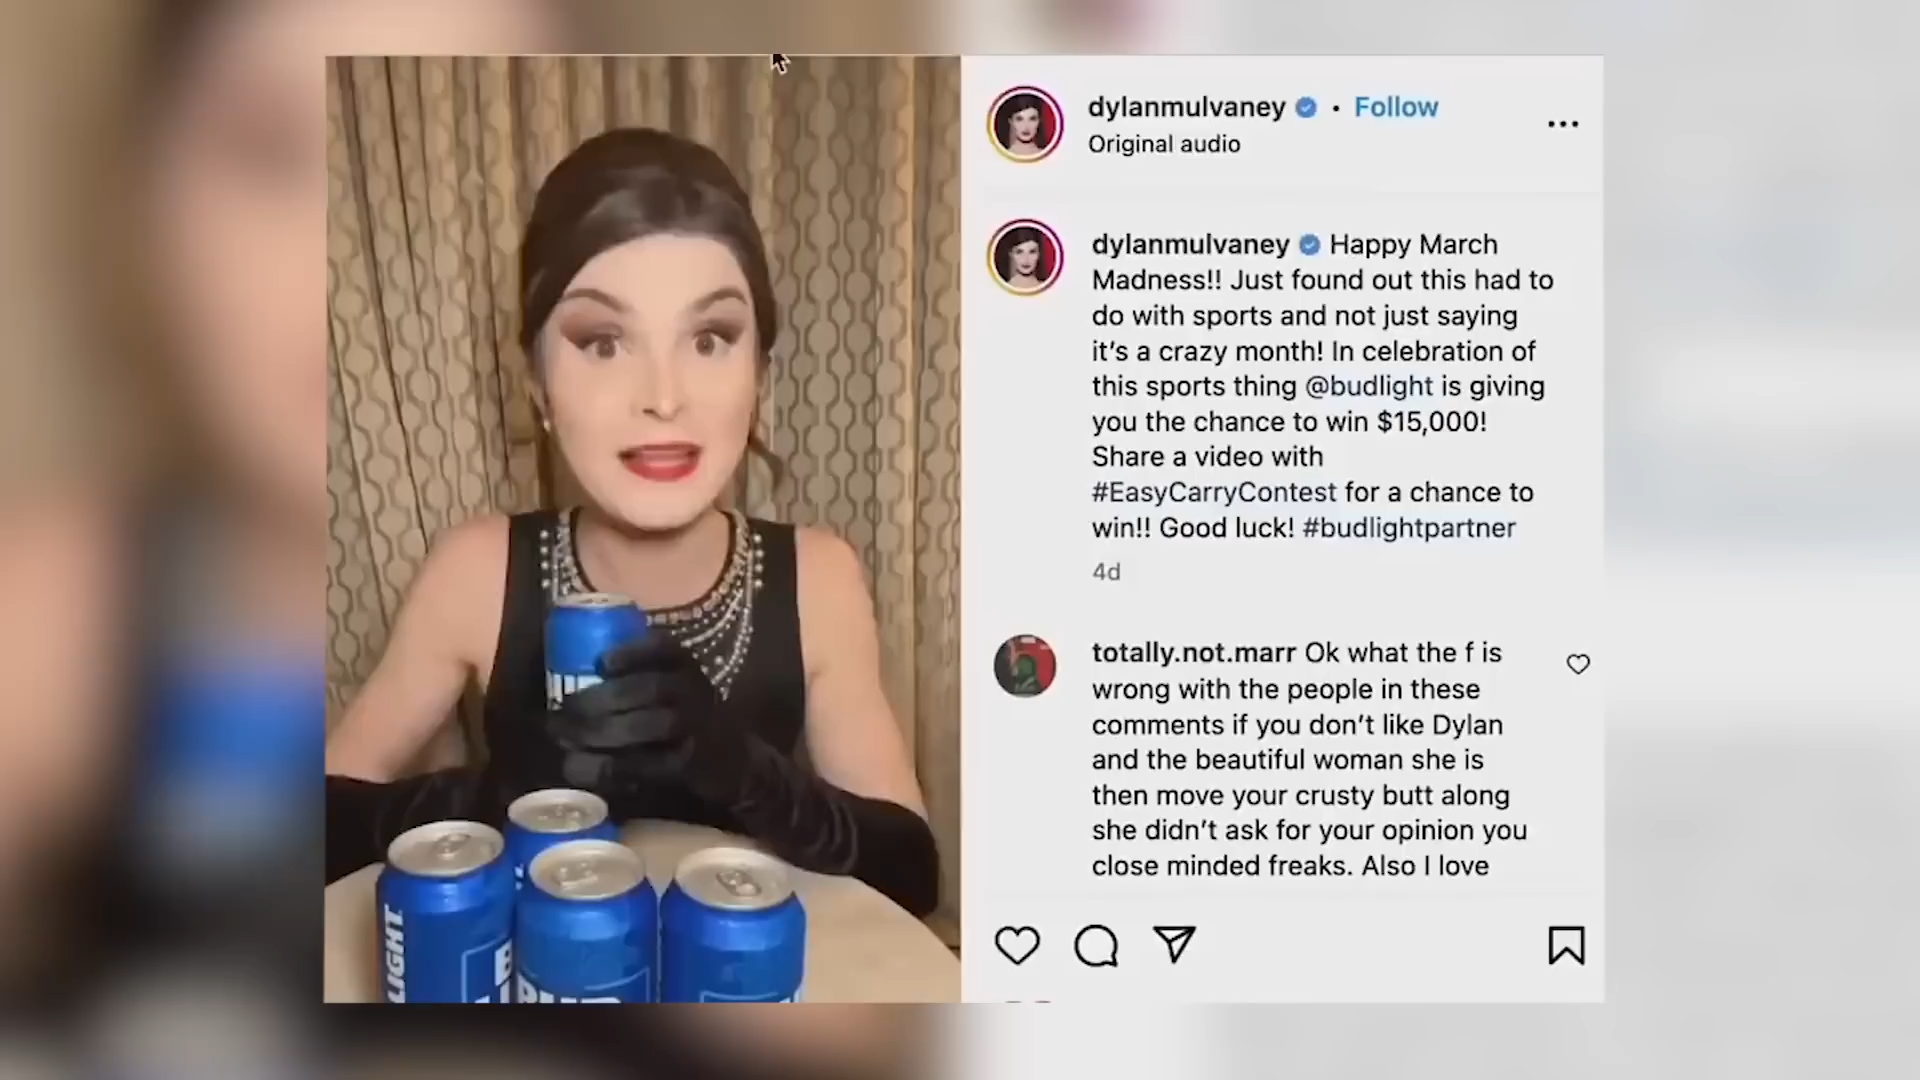 dylanmulvaney • Follow
Original audio
dylanmulvaney Happy March
Madness!! Just found out this had to
do with sports and not just saying
it’s a crazy month! In celebration of
this sports thing @budlight is giving
you the chance to win $15,000!
Share a video with
#EasyCarryContest for a chance to
win!! Good luck! #budlightpartner
4d
totally.not.marr Ok what the f is
wrong with the people in these
comments if you don’t like Dylan
and the beautiful woman she is
then move your crusty butt along
she didn’t ask for your opinion you
close minded freaks. Also I love
LIGHT